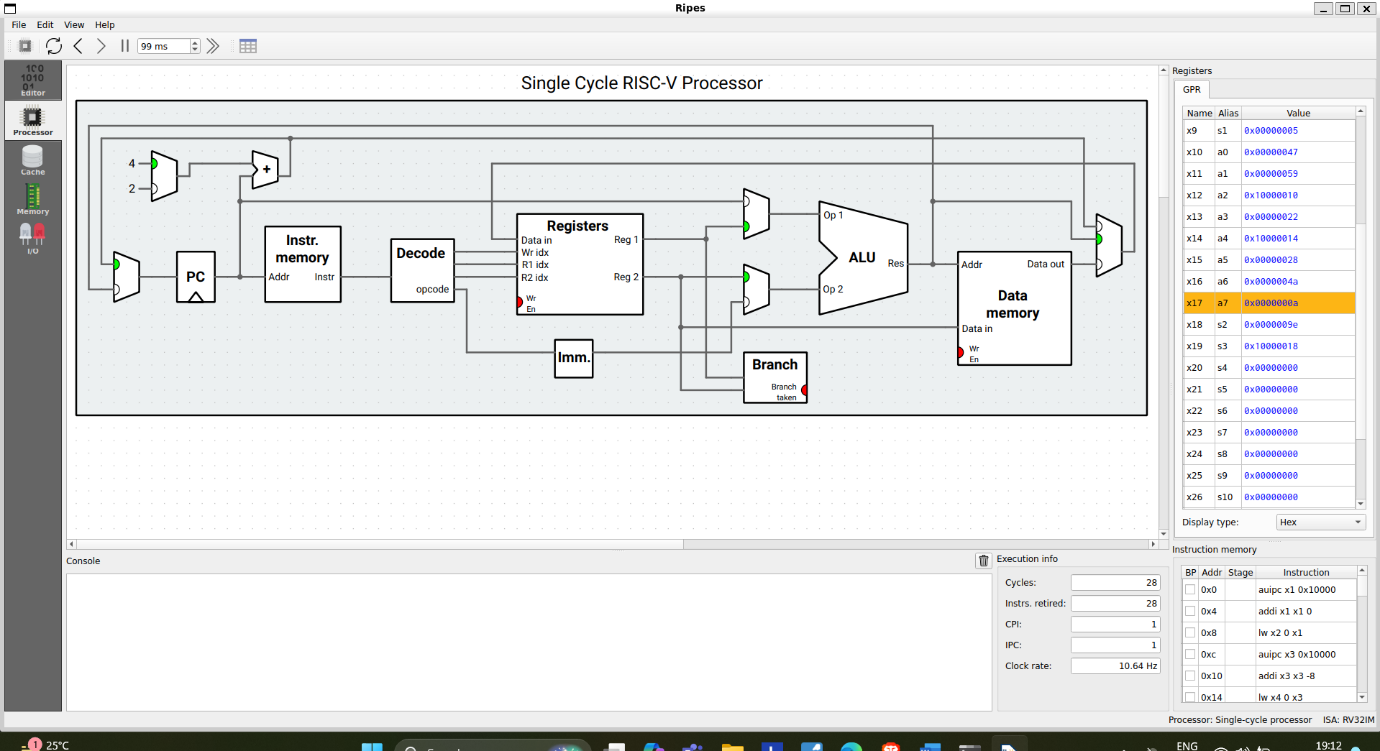 Ripes
File Edit View Help
99 ms
Editor
Processor
Cache
Memory
I/O
Single Cycle RISC-V Processor
4
2
+
PC
Instr. memory
Addr
Instr
Decode
opcode
Registers
Data in
Wr idx
R1 idx
R2 idx
Wr
En
Reg 1
Reg 2
Imm.
Branch
Branch
taken
Op 1
Op 2
ALU
Res
Addr
Data out
Data
memory
Data in
Wr
En
Registers
GPR
Name Alias Value
x9 s1 0x00000005
x10 a0 0x00000047
x11 a1 0x00000059
x12 a2 0x10000010
x13 a3 0x00000022
x14 a4 0x10000014
x15 a5 0x00000028
x16 a6 0x0000004a
x17 a7 0x0000000a
x18 s2 0x0000009e
x19 s3 0x10000018
x20 s4 0x00000000
x21 s5 0x00000000
x22 s6 0x00000000
x23 s7 0x00000000
x24 s8 0x00000000
x25 s9 0x00000000
x26 s10 0x00000000
Display type: Hex
Console
Execution info
Cycles: 28
Instrs. retired: 28
CPI: 1
IPC: 1
Clock rate: 10.64 Hz
Instruction memory
BP Addr Stage Instruction
0x0 auipc x1 0x10000
0x4 addi x1 x1 0
0x8 lw x2 0 x1
0xc auipc x3 0x10000
0x10 addi x3 x3 -8
0x14 lw x4 0 x3
Processor: Single-cycle processor ISA: RV32IM
1
25°C
ENG
19:12